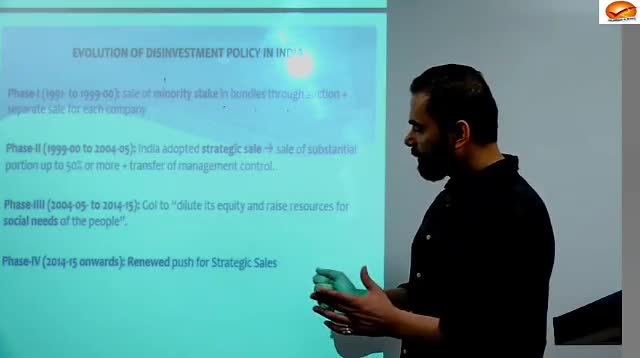 EVOLUTION OF DISINVESTMENT POLICY IN INDIA
Phase-I (1991 to 1999-00): sale of minority stake in bundles through auction +
separate sale for each company
Phase-II (1999-00 to 2004-05): India adopted strategic sale → sale of substantial
portion up to 50% or more + transfer of management control.
Phase-IIII (2004-05- to 2014-15): GoI to “dilute its equity and raise resources for
social needs of the people”.
Phase-IV (2014-15 onwards): Renewed push for Strategic Sales